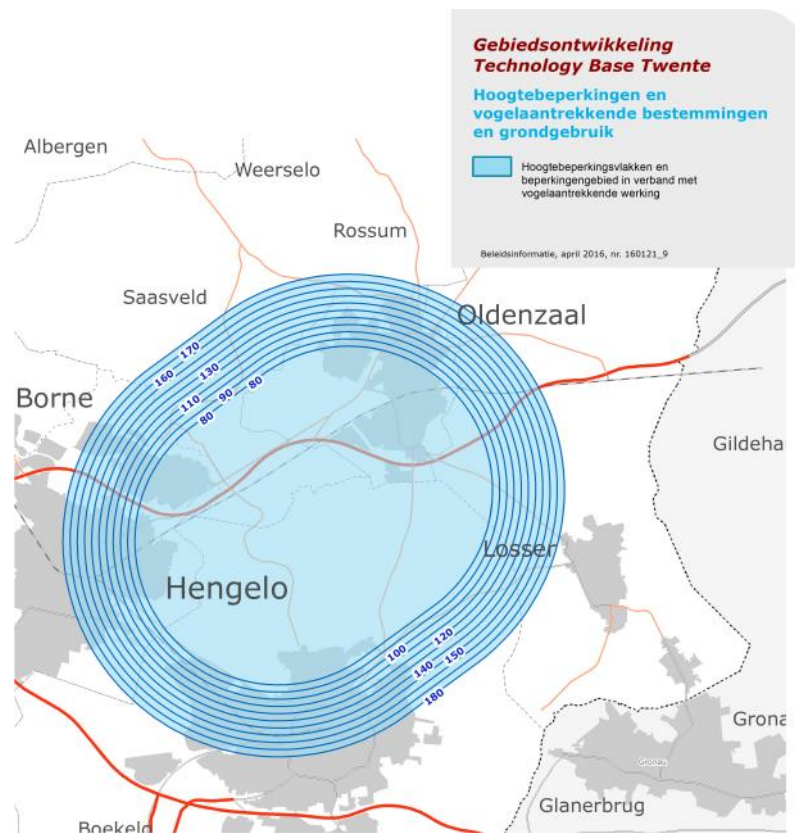 Gebiedsontwikkeling
Technology Base Twente
Hoogtebeperkingen en
vogelaantrekkende bestemmingen
en grondgebruik
Hoogtebeperkingsvlakken en
beperkingengebied in verband met
vogelaantrekkende werking
Beleidsinformatie, april 2016, nr. 160121_9
Albergen
Weerselo
Rossum
Saasveld
Oldenzaal
170
160
130
Borne
90
80
110
80
Gildeha
Losser
Hengelo
120
100
150
140
180
Grona
Gronau
Glanerbrug
Boekelo